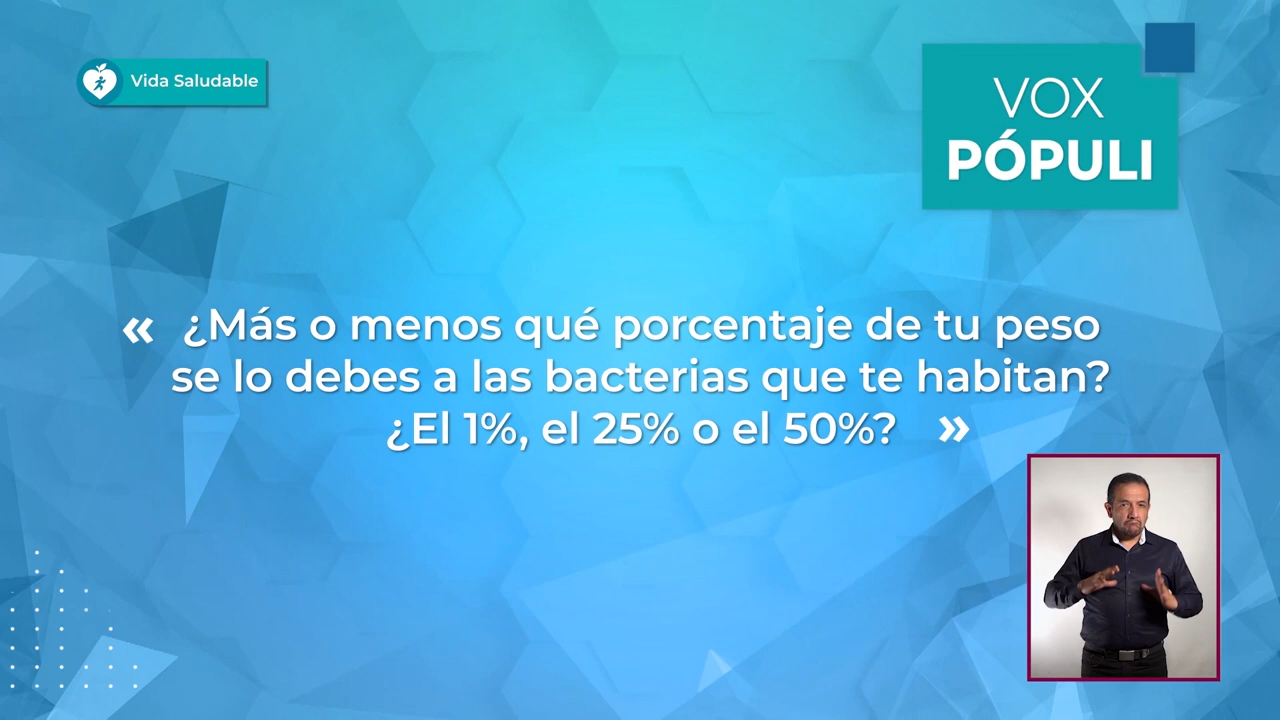 Vida Saludable
VOX
PÓPULI
« ¿Más o menos qué porcentaje de tu peso
se lo debes a las bacterias que te habitan?
¿El 1%, el 25% o el 50%? »